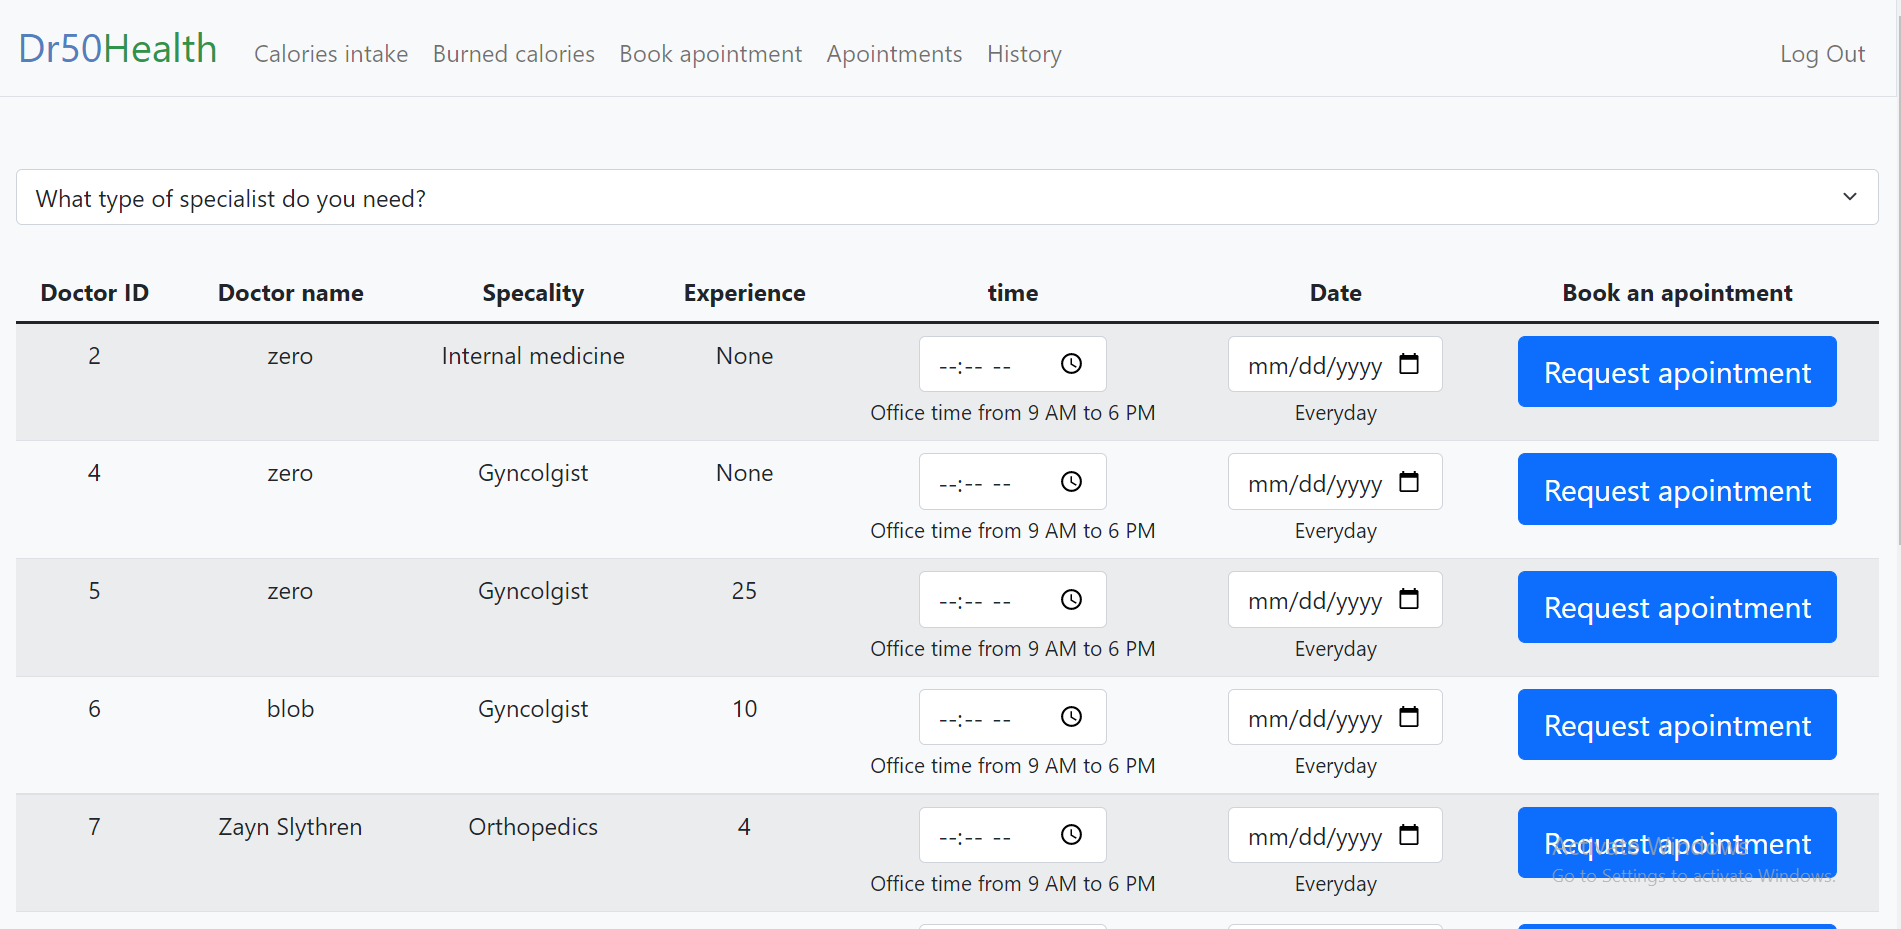 Dr50Health Calories intake Burned calories Book apointment Apointments History Log Out
What type of specialist do you need?
Doctor ID Doctor name Specality Experience time Date Book an apointment
2 zero Internal medicine None --:-- -- mm/dd/yyyy Request apointment
Office time from 9 AM to 6 PM Everyday
4 zero Gyncolgist None --:-- -- mm/dd/yyyy Request apointment
Office time from 9 AM to 6 PM Everyday
5 zero Gyncolgist 25 --:-- -- mm/dd/yyyy Request apointment
Office time from 9 AM to 6 PM Everyday
6 blob Gyncolgist 10 --:-- -- mm/dd/yyyy Request apointment
Office time from 9 AM to 6 PM Everyday
7 Zayn Slythren Orthopedics 4 --:-- -- mm/dd/yyyy Request apointment
Activate Windows
Office time from 9 AM to 6 PM Everyday Go to Settings to activate Windows.